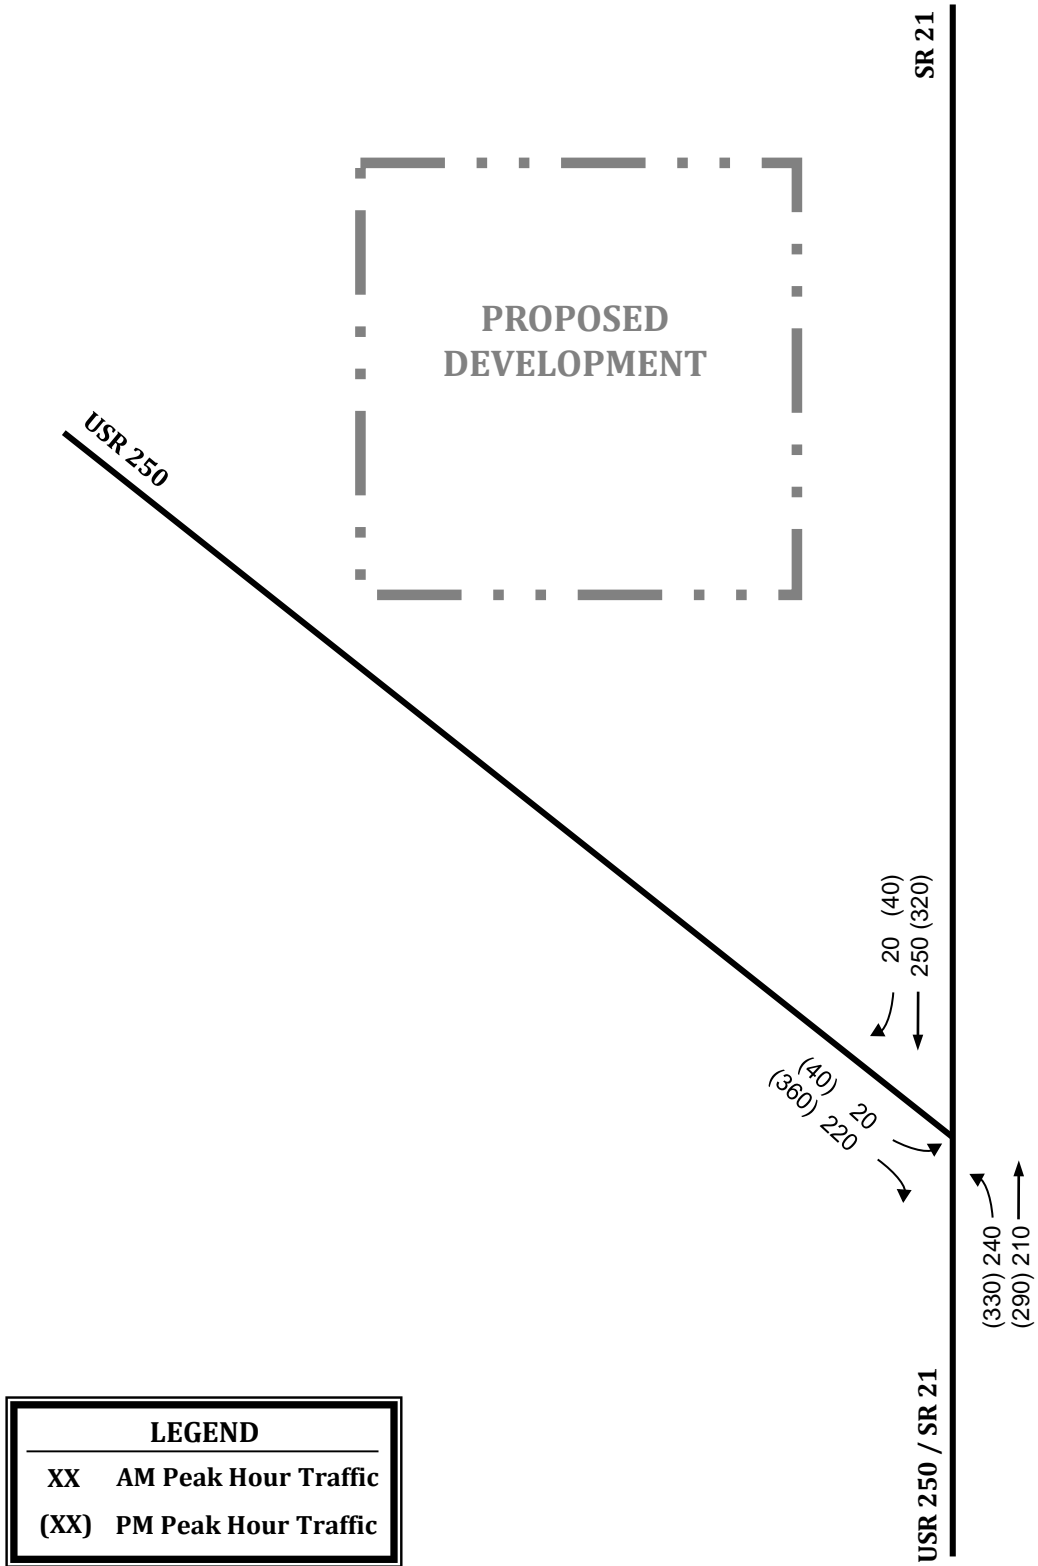 SR 21
PROPOSED
DEVELOPMENT
USR 250
20 (40)
250 (320)
(40) 20
(360) 220
(330) 240
(290) 210
USR 250 / SR 21
LEGEND
XX AM Peak Hour Traffic
(XX) PM Peak Hour Traffic